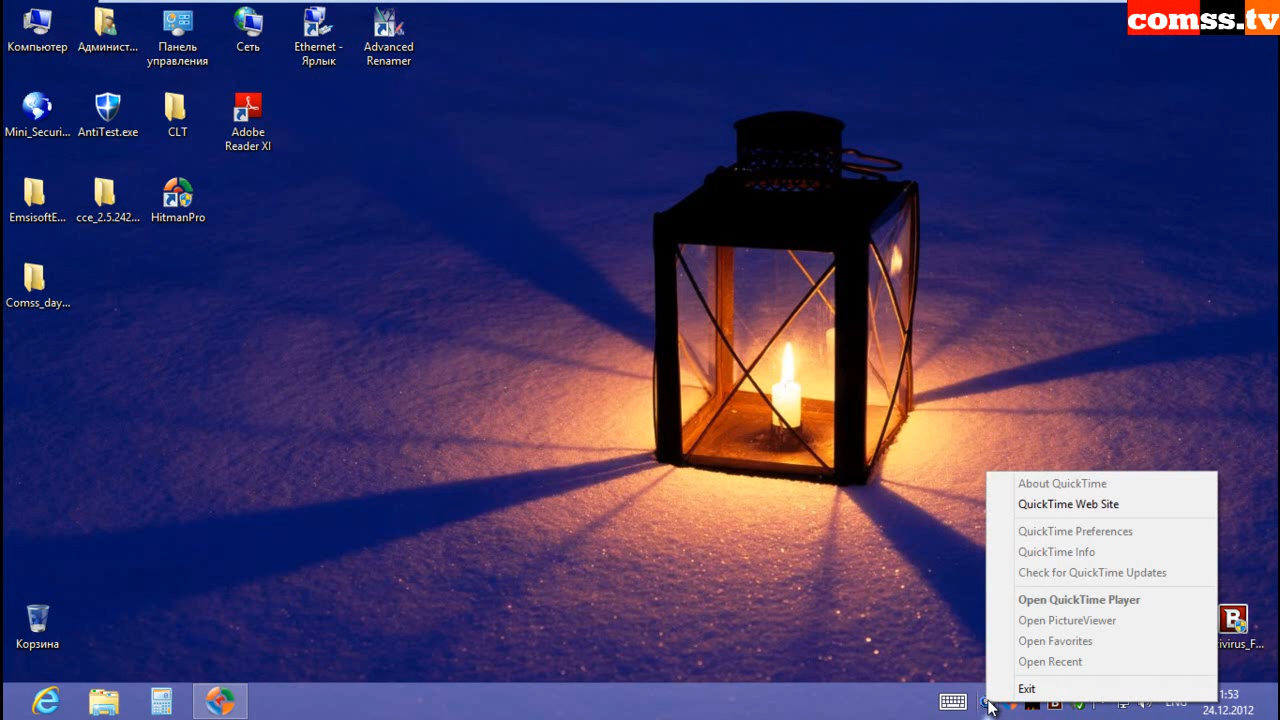 comss.tv
Компьютер
Админист...
Панель
управления
Сеть
Ethernet -
Ярлык
Advanced
Renamer
Mini_Securi...
AntiTest.exe
CLT
Adobe
Reader XI
EmsisoftE...
cce_2.5.242...
HitmanPro
Comss_day...
About QuickTime
QuickTime Web Site
QuickTime Preferences
QuickTime Info
Check for QuickTime Updates
Open QuickTime Player
Open PictureViewer
Open Favorites
Open Recent
Exit
B
tivirus_F...
Корзина
ENG
1:53
24.12.2012